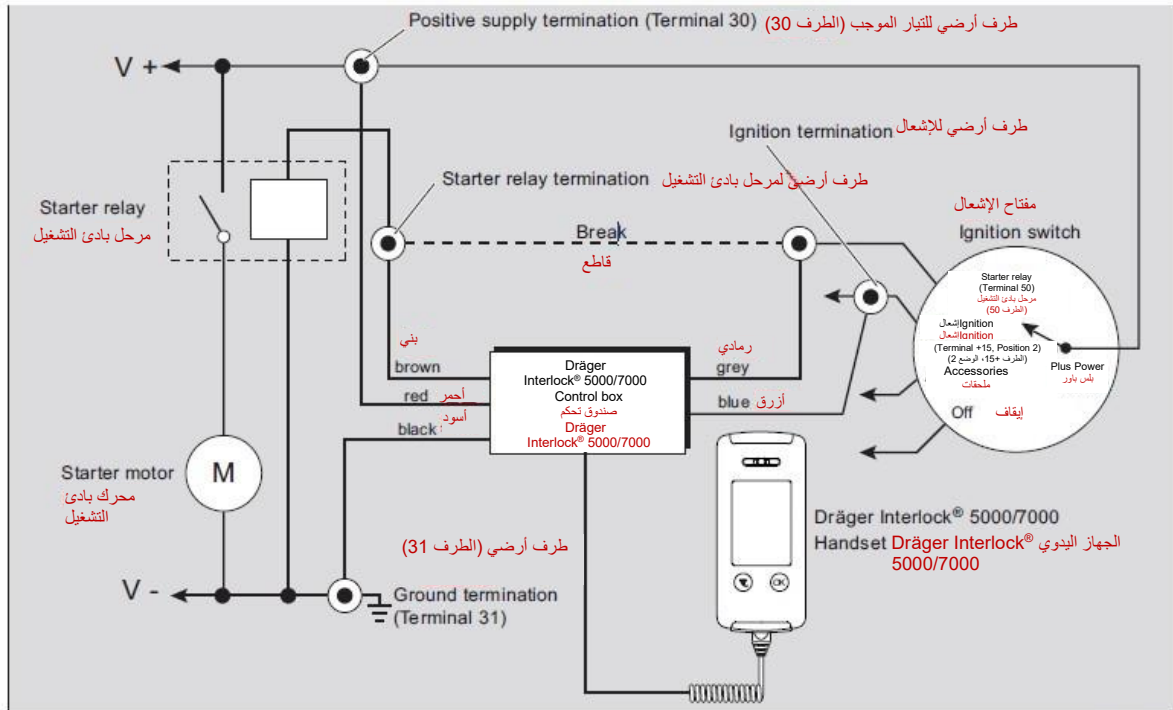 Positive supply termination (Terminal 30) طرف أرضي للتيار الموجب (الطرف 30)
V +
Ignition termination طرف أرضي للإشعال
Starter relay termination طرف أرضي لمرحل بادئ التشغيل
Starter relay
مرحل بادئ التشغيل
Break
قاطع
مفتاح الإشعال
Ignition switch
Starter relay
(Terminal 50)
مرحل بادئ التشغيل
(الطرف 50)
إشعال Ignition
إشعال Ignition
(Terminal +15, Position 2)
(الطرف +15، الوضع 2)
Accessories
ملحقات
Plus Power
بلس باور
Off إيقاف
بني
brown
red أحمر
أسود
black
Dräger
Interlock® 5000/7000
Control box
صندوق تحكم
Dräger
Interlock® 5000/7000
رمادي
grey
blue أزرق
Starter motor
محرك بادئ
التشغيل
M
طرف أرضي (الطرف 31)
V -
Ground termination
(Terminal 31)
OK
Dräger Interlock® 5000/7000
Handset Dräger Interlock® الجهاز اليدوي
5000/7000